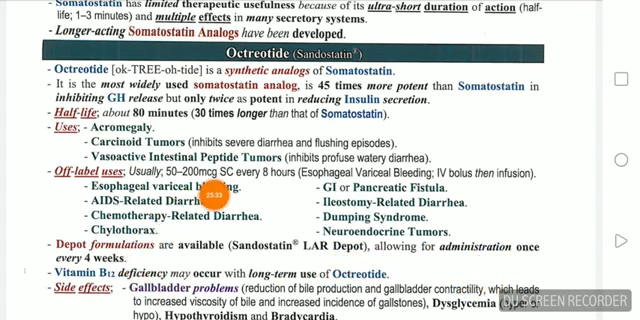 - Somatostatin has limited therapeutic usefulness because of its ultra-short duration of action (half-
life; 1–3 minutes) and multiple effects in many secretory systems.
- Longer-acting Somatostatin Analogs have been developed.
Octreotide (Sandostatin®)
- Octreotide [ok-TREE-oh-tide] is a synthetic analogs of Somatostatin.
- It is the most widely used somatostatin analog, is 45 times more potent than Somatostatin in
inhibiting GH release but only twice as potent in reducing Insulin secretion.
- Half-life; about 80 minutes (30 times longer than that of Somatostatin).
- Uses; - Acromegaly.
- Carcinoid Tumors (inhibits severe diarrhea and flushing episodes).
- Vasoactive Intestinal Peptide Tumors (inhibits profuse watery diarrhea).
- Off-label uses; Usually; 50–200mcg SC every 8 hours (Esophageal Variceal Bleeding; IV bolus then infusion).
- Esophageal variceal
- AIDS-Related
- Chemotherapy-Related Diarrhea.
- Chylothorax.
- GI or Pancreatic Fistula.
- Ileostomy-Related Diarrhea.
- Dumping Syndrome.
- Neuroendocrine Tumors.
25:33
- Depot formulations are available (Sandostatin® LAR Depot), allowing for administration once
every 4 weeks.
- Vitamin B12 deficiency may occur with long-term use of Octreotide.
- Side effects; - Gallbladder problems (reduction of bile production and gallbladder contractility, which leads
to increased viscosity of bile and increased incidence of gallstones), Dysglycemia
hypo), Hypothyroidism and Bradycardia.
DU SCREEN RECORDER